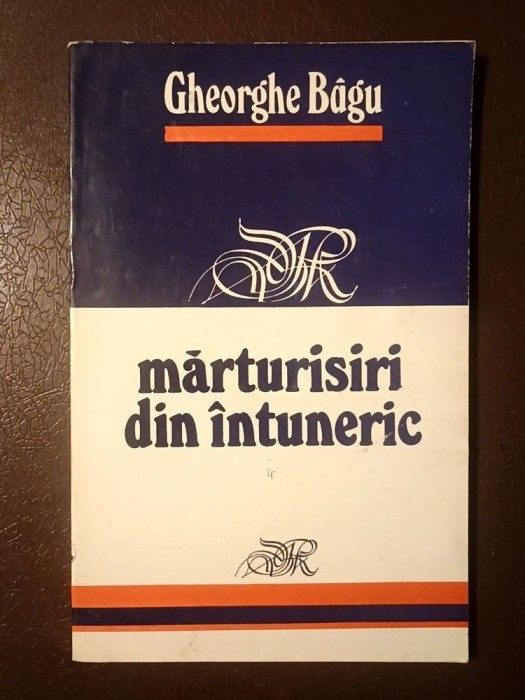 Gheorghe Bâgu
mărturisiri
din întuneric